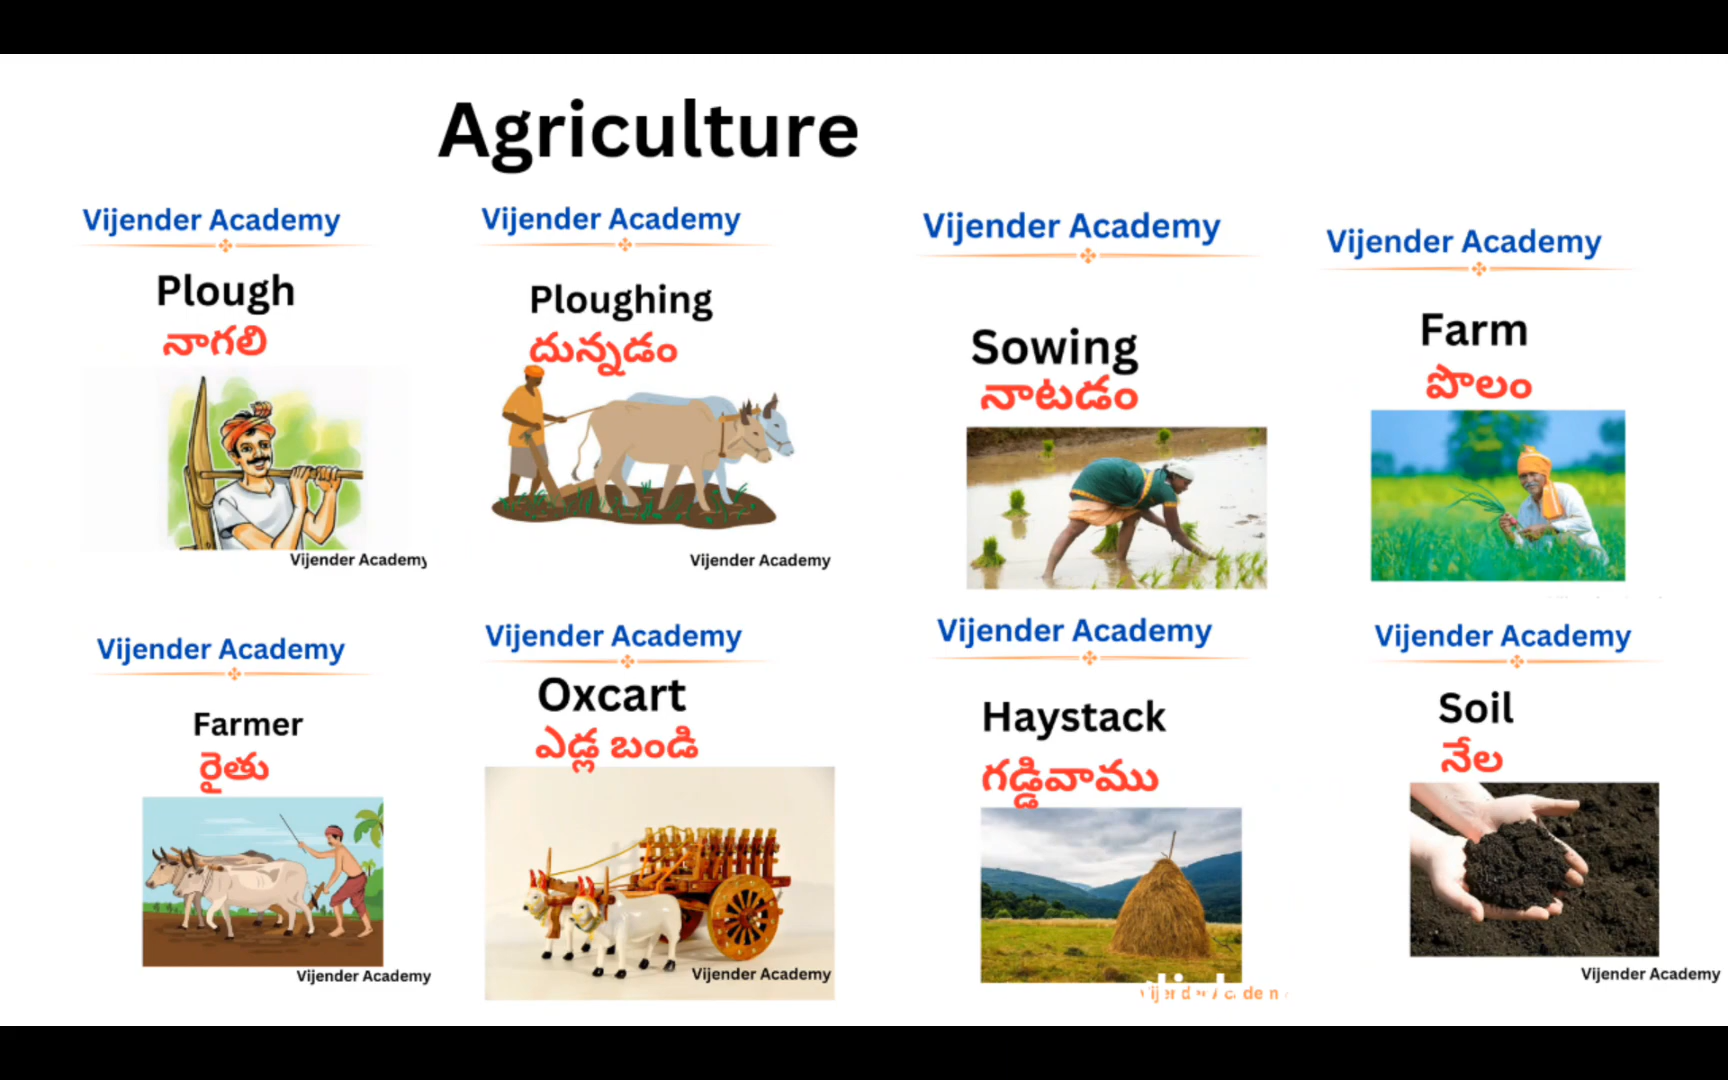 Agriculture
Vijender Academy
Plough
నాగలి
Vijender Academy
Vijender Academy
Ploughing
దున్నడం
Vijender Academy
Vijender Academy
Sowing
నాటడం
Vijender Academy
Farm
పొలం
Vijender Academy
Farmer
రైతు
Vijender Academy
Vijender Academy
Oxcart
ఎడ్ల బండి
Vijender Academy
Vijender Academy
Haystack
గడ్డివాము
Vijender Academy
Soil
నేల
Vijender Academy